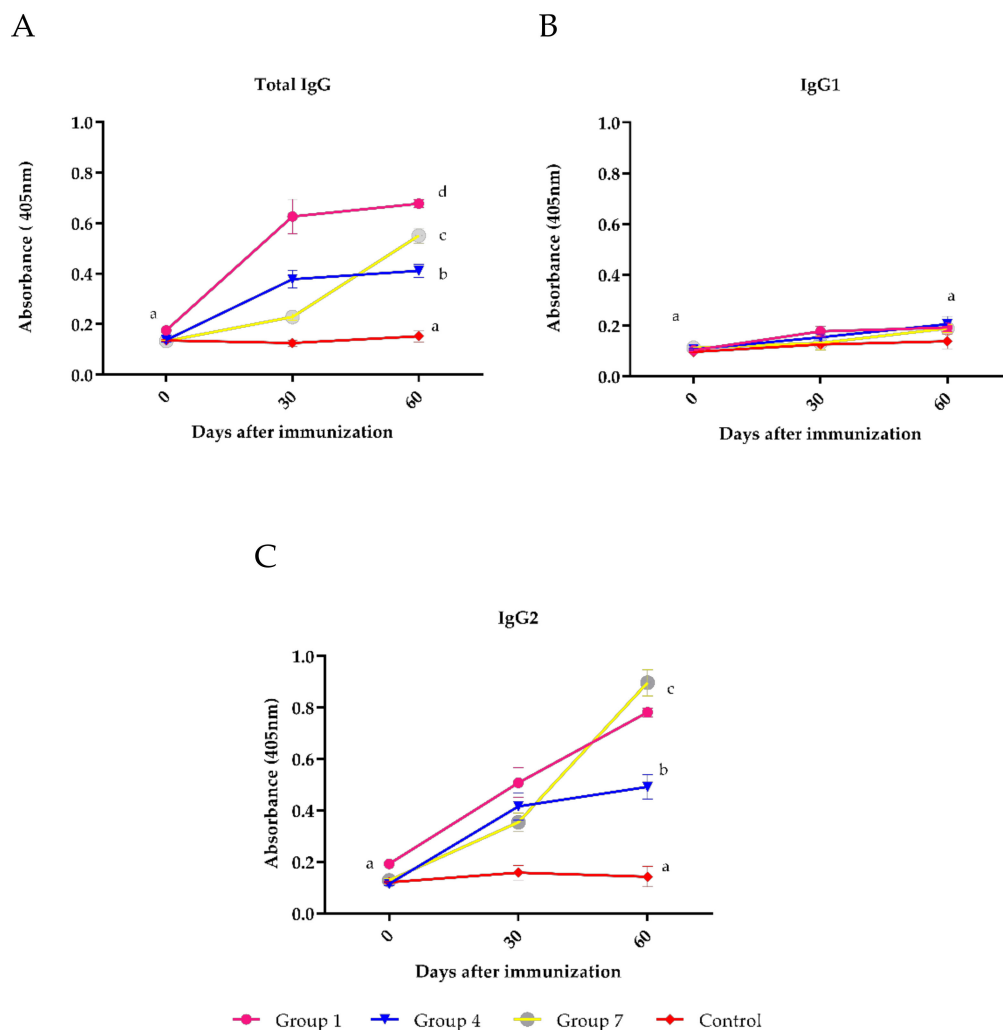 A
B
Total IgG
IgG1
Absorbance ( 405nm)
1.0
0.8
0.6
0.4
0.2
0.0
a
d
c
b
a
0
30
60
Days after immunization
Absorbance (405nm)
1.0
0.8
0.6
0.4
0.2
0.0
a
a
0
30
60
Days after immunization
C
IgG2
Absorbance (405nm)
1.0
0.8
0.6
0.4
0.2
0.0
a
c
b
a
0
30
60
Days after immunization
Group 1 Group 4 Group 7 Control